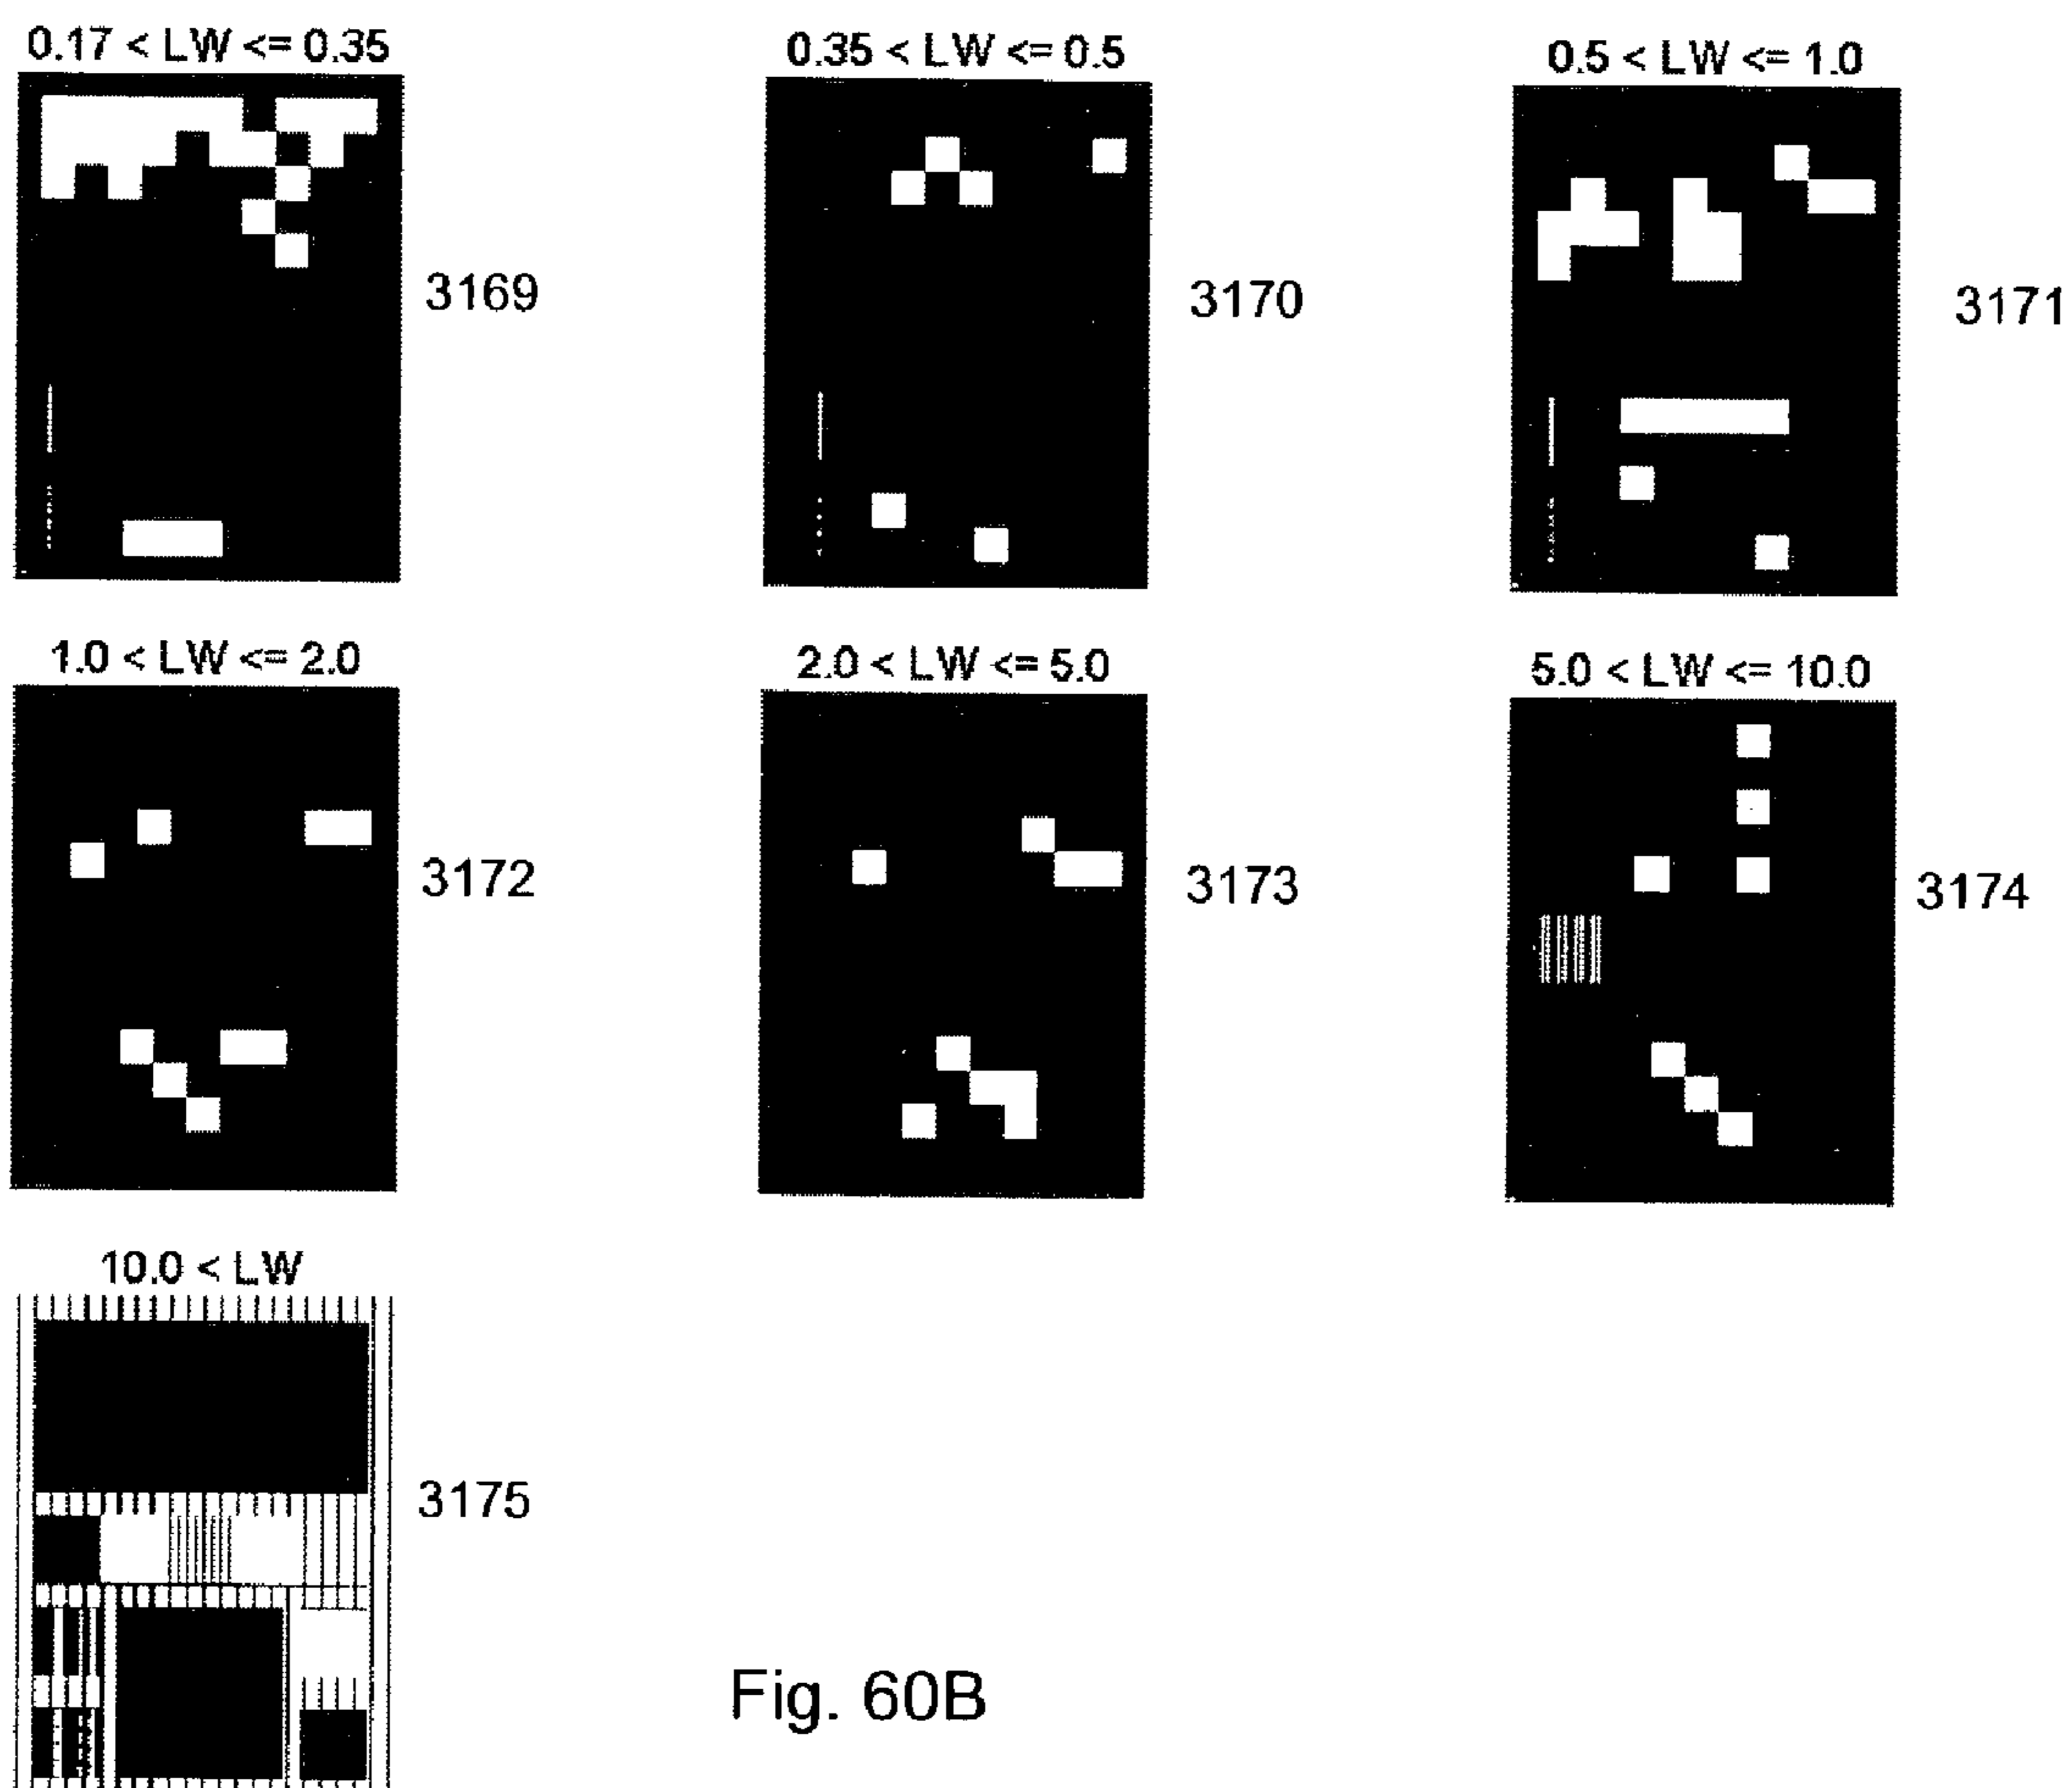 0.17 < LW <= 0.35
0.35 < LW <= 0.5
0.5 < LW <= 1.0
3169
3170
3171
1.0 < LW <= 2.0
2.0 < LW <= 5.0
5.0 < LW <= 10.0
3172
3173
3174
10.0 < LW
3175
Fig. 60B